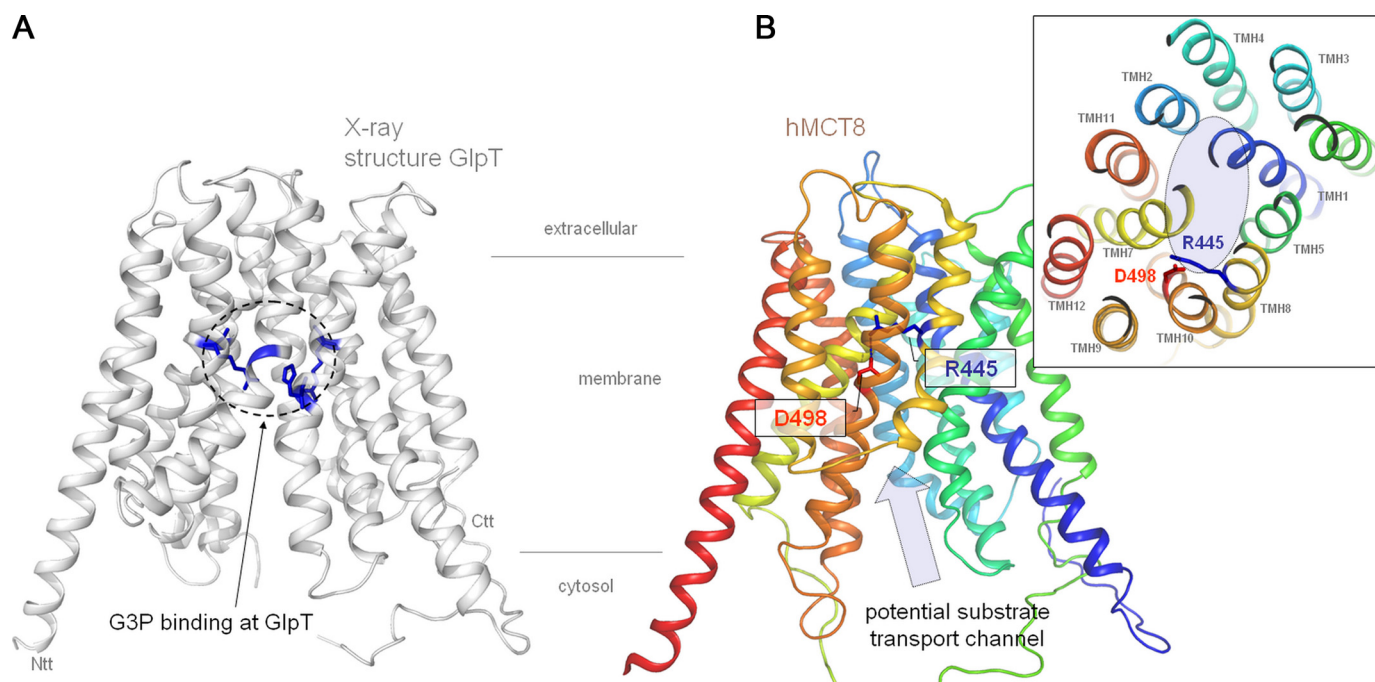 A
X-ray
structure GlpT
G3P binding at GlpT
Ntt
Ctt
extracellular
membrane
cytosol
B
hMCT8
D498
R445
potential substrate
transport channel
TMH4
TMH3
TMH2
TMH11
TMH1
R445
TMH5
TMH7
D498
TMH12
TMH8
TMH10
TMH9